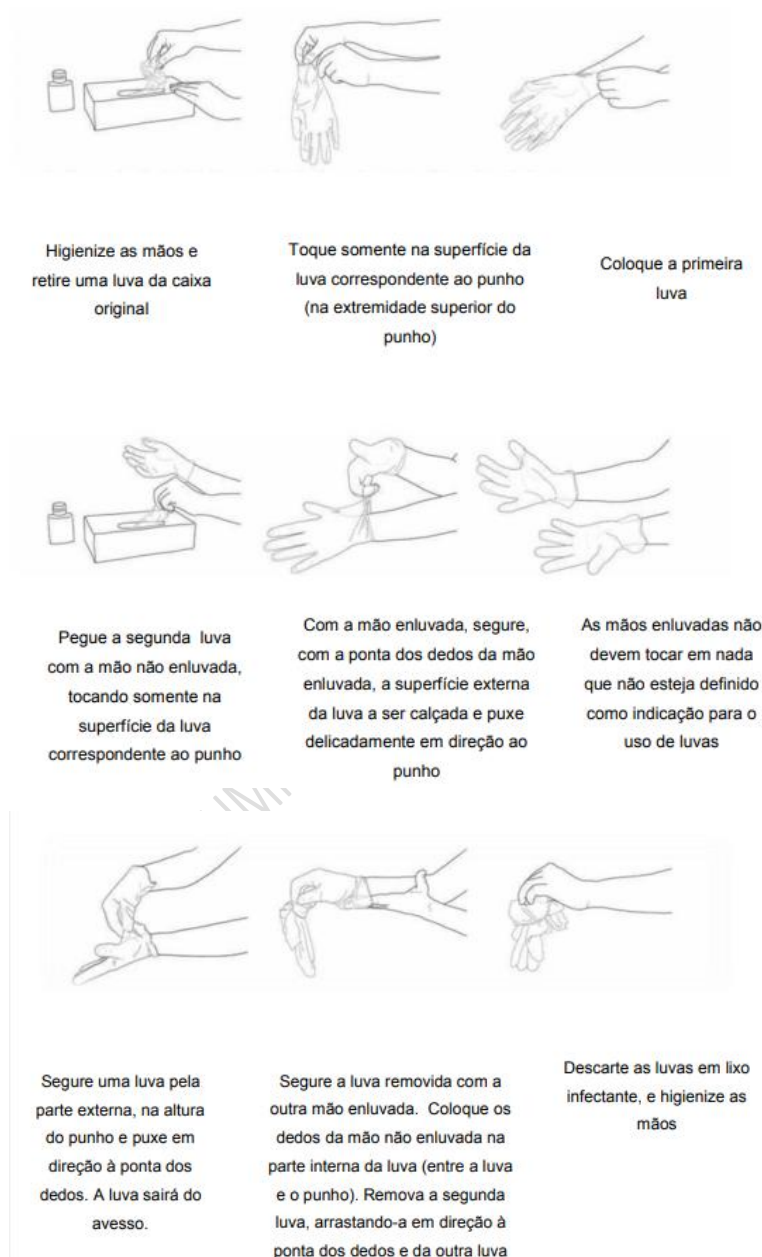 Higienize as mãos e
retire uma luva da caixa
original
Toque somente na superfície da
luva correspondente ao punho
(na extremidade superior do
punho)
Coloque a primeira
luva
Pegue a segunda luva
com a mão não enluvada,
tocando somente na
superfície da luva
correspondente ao punho
Com a mão enluvada, segure,
com a ponta dos dedos da mão
enluvada, a superfície externa
da luva a ser calçada e puxe
delicadamente em direção ao
punho
As mãos enluvadas não
devem tocar em nada
que não esteja definido
como indicação para o
uso de luvas
Segure uma luva pela
parte externa, na altura
do punho e puxe em
direção à ponta dos
dedos. A luva sairá do
avesso.
Segure a luva removida com a
outra mão enluvada. Coloque os
dedos da mão não enluvada na
parte interna da luva (entre a luva
e o punho). Remova a segunda
luva, arrastando-a em direção à
ponta dos dedos e da outra luva
Descarte as luvas em lixo
infectante, e higienize as
mãos